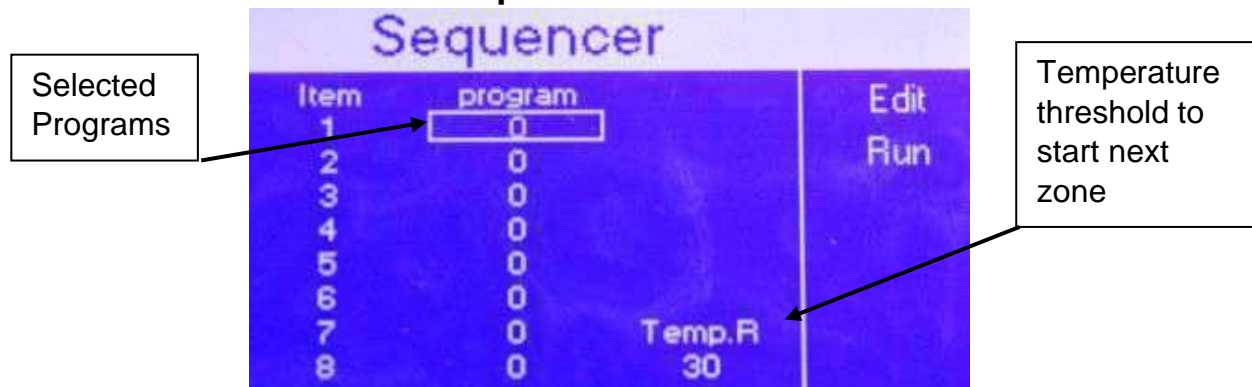 Sequencer
Selected
Programs
Item program
1 0
2 0
3 0
4 0
5 0
6 0
7 0 Temp.R
8 0 30
Edit
Run
Temperature
threshold to
start next
zone